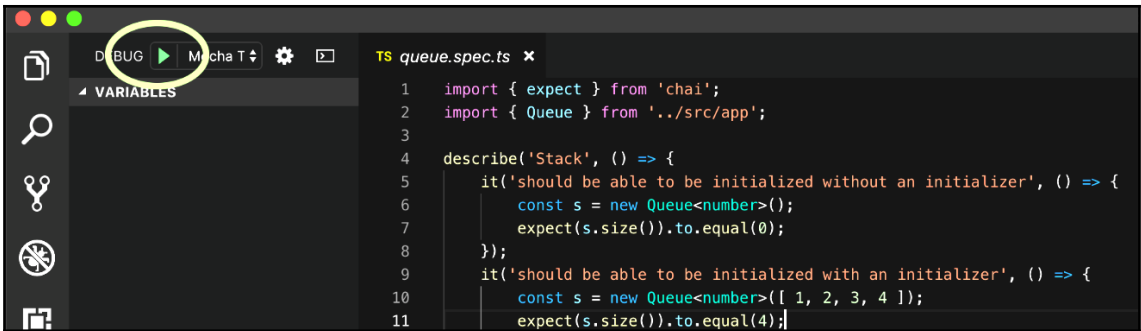 DEBUG Mocha T
VARIABLES
TS queue.spec.ts ×
1 import { expect } from 'chai';
2 import { Queue } from '../src/app';
3
4 describe('Stack', () => {
5 it('should be able to be initialized without an initializer', () => {
6 const s = new Queue<number>();
7 expect(s.size()).to.equal(0);
8 });
9 it('should be able to be initialized with an initializer', () => {
10 const s = new Queue<number>([ 1, 2, 3, 4 ]);
11 expect(s.size()).to.equal(4);